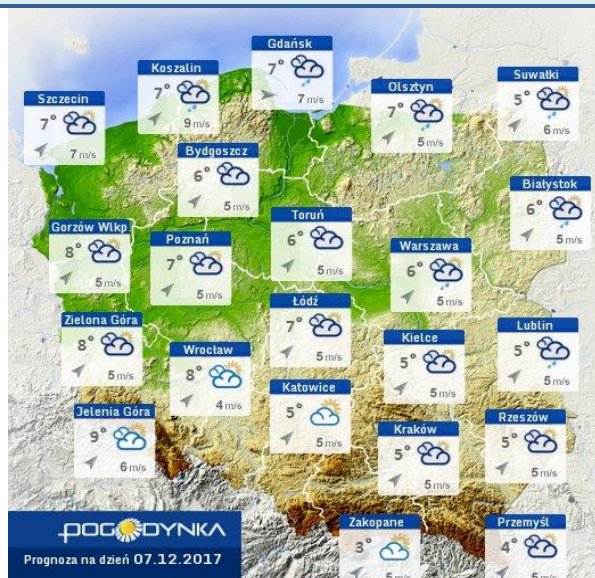 Gdańsk
7°
7 m/s
Koszalin
7°
9 m/s
Suwałki
5°
6 m/s
Olsztyn
7°
5 m/s
Szczecin
7°
7 m/s
Bydgoszcz
6°
5 m/s
Białystok
6°
5 m/s
Toruń
6°
5 m/s
Gorzów Wlkp
8°
5 m/s
Poznań
7°
5 m/s
Warszawa
6°
5 m/s
Łódź
7°
5 m/s
Zielona Góra
8°
5 m/s
Lublin
5°
5 m/s
Kielce
5°
5 m/s
Wrocław
8°
4 m/s
Katowice
5°
5 m/s
Jelenia Góra
9°
6 m/s
Rzeszów
5°
5 m/s
Kraków
5°
5 m/s
Zakopane
3°
5 m/s
Przemyśl
4°
5 m/s
POGODYNKA
Prognoza na dzień 07.12.2017